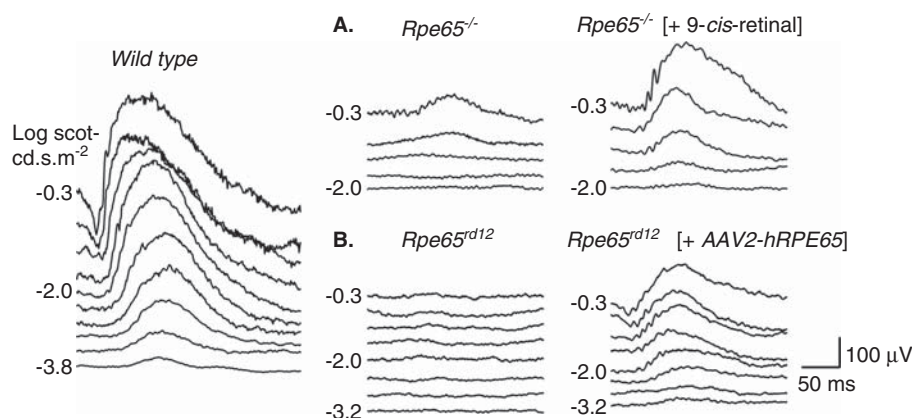 Wild type
Log scot-
cd.s.m⁻²
-0.3
-2.0
-3.8
A.
Rpe65⁻/⁻
Rpe65⁻/⁻ [+ 9-cis-retinal]
-0.3
-2.0
-0.3
-2.0
B.
Rpe65ʳᵈ¹²
Rpe65ʳᵈ¹² [+ AAV2-hRPE65]
-0.3
-2.0
-3.2
-0.3
-2.0
-3.2
100 μV
50 ms